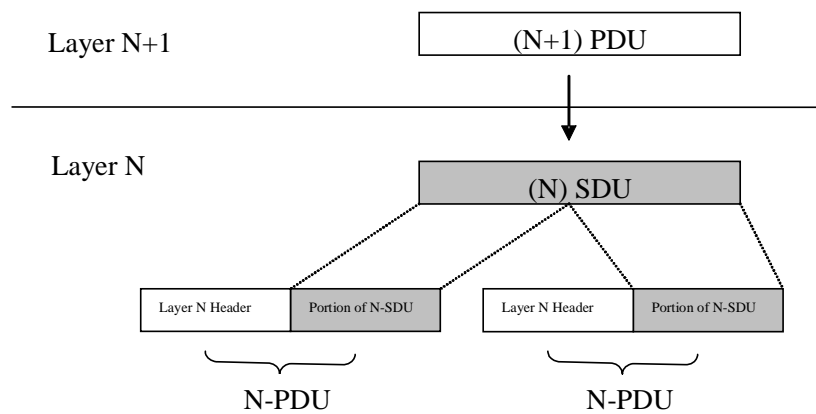 Layer N+1
(N+1) PDU
Layer N
(N) SDU
Layer N Header
Portion of N-SDU
Layer N Header
Portion of N-SDU
N-PDU
N-PDU